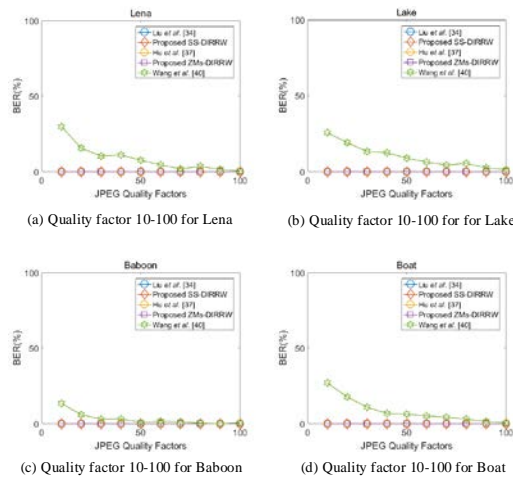 Lena
BER(%)
100
50
0
0
50
100
JPEG Quality Factors
Liu et al. [34]
Proposed SS-DIRRW
Hu et al. [37]
Proposed ZMs-DIRRW
Wang et al. [40]
(a) Quality factor 10-100 for Lena
Lake
BER(%)
100
50
0
0
50
100
JPEG Quality Factors
Liu et al. [34]
Proposed SS-DIRRW
Hu et al. [37]
Proposed ZMs-DIRRW
Wang et al. [40]
(b) Quality factor 10-100 for for Lake
Baboon
BER(%)
100
50
0
0
50
100
JPEG Quality Factors
Liu et al. [34]
Proposed SS-DIRRW
Hu et al. [37]
Proposed ZMs-DIRRW
Wang et al. [40]
(c) Quality factor 10-100 for Baboon
Boat
BER(%)
100
50
0
0
50
100
JPEG Quality Factors
Liu et al. [34]
Proposed SS-DIRRW
Hu et al. [37]
Proposed ZMs-DIRRW
Wang et al. [40]
(d) Quality factor 10-100 for Boat